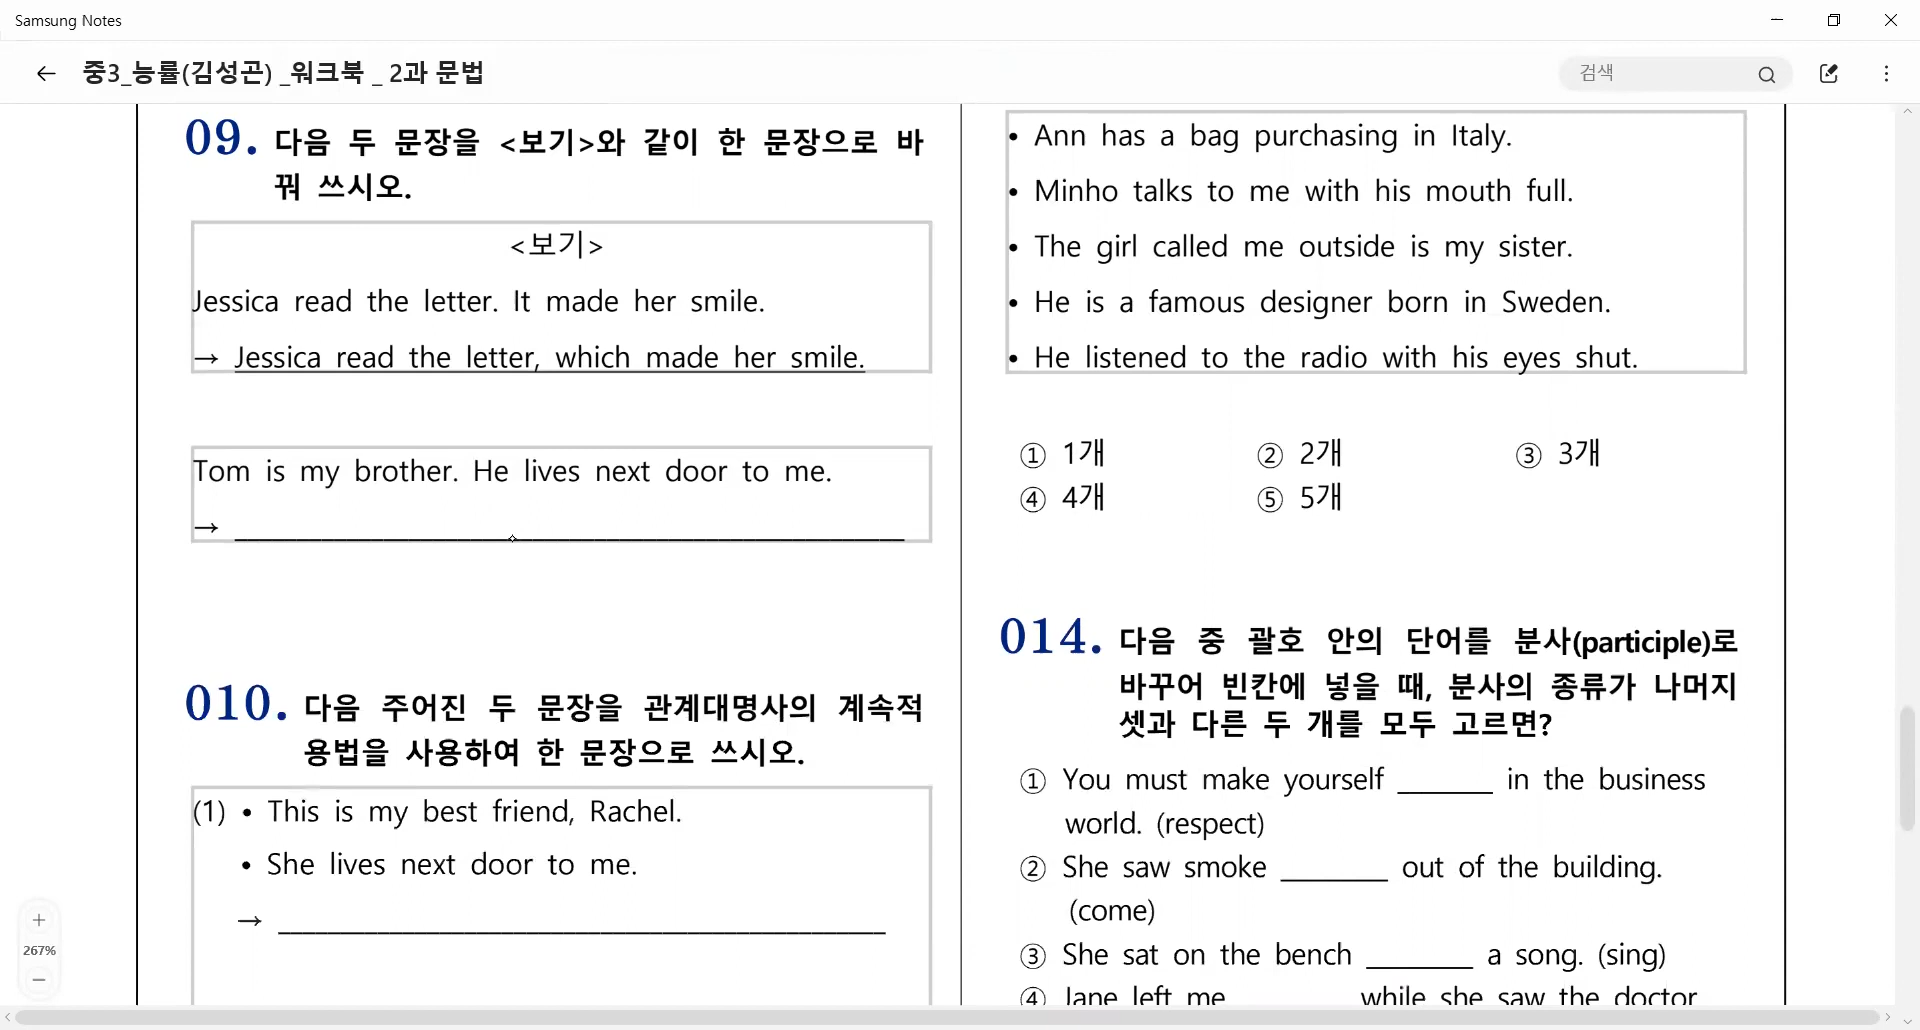 Samsung Notes
중3_능률(김성곤) _워크북 _ 2과 문법
검색
09. 다음 두 문장을 <보기>와 같이 한 문장으로 바
꿔 쓰시오.
<보기>
Jessica read the letter. It made her smile.
→ Jessica read the letter, which made her smile.
Tom is my brother. He lives next door to me.
→
010. 다음 주어진 두 문장을 관계대명사의 계속적
용법을 사용하여 한 문장으로 쓰시오.
(1) • This is my best friend, Rachel.
• She lives next door to me.
→
267%
• Ann has a bag purchasing in Italy.
• Minho talks to me with his mouth full.
• The girl called me outside is my sister.
• He is a famous designer born in Sweden.
• He listened to the radio with his eyes shut.
① 1개 ② 2개 ③ 3개
④ 4개 ⑤ 5개
014. 다음 중 괄호 안의 단어를 분사(participle)로
바꾸어 빈칸에 넣을 때, 분사의 종류가 나머지
셋과 다른 두 개를 모두 고르면?
① You must make yourself ______ in the business
world. (respect)
② She saw smoke ______ out of the building.
(come)
③ She sat on the bench ______ a song. (sing)
④ Jane left me ______ while she saw the doctor